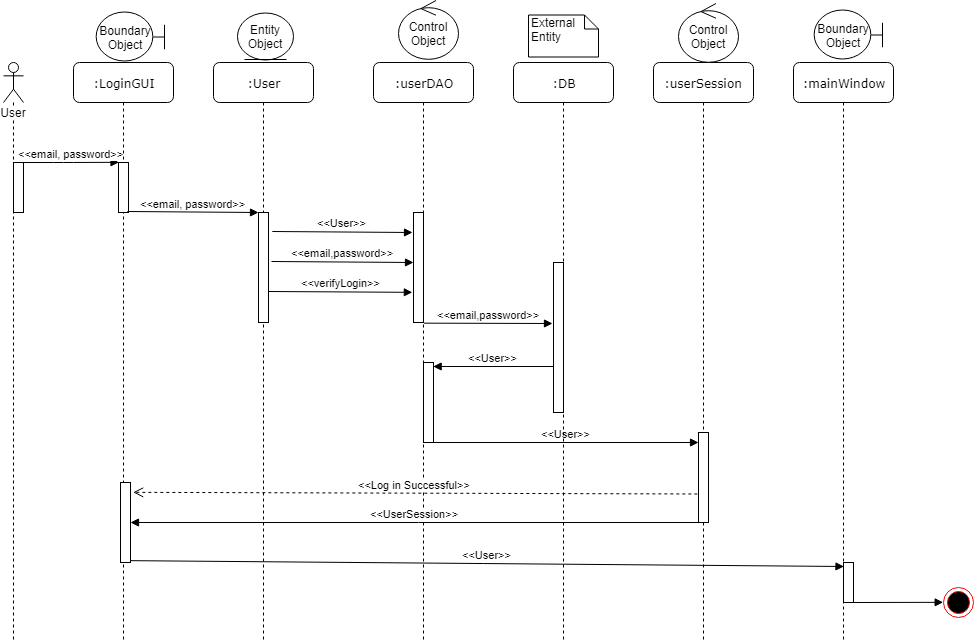 Boundary
Object
Entity
Object
Control
Object
External
Entity
Control
Object
Boundary
Object
:LoginGUI
:User
:userDAO
:DB
:userSession
:mainWindow
User
<<email, password>>
<<email, password>>
<<User>>
<<email,password>>
<<verifyLogin>>
<<email,password>>
<<User>>
<<User>>
<<Log in Successful>>
<<UserSession>>
<<User>>